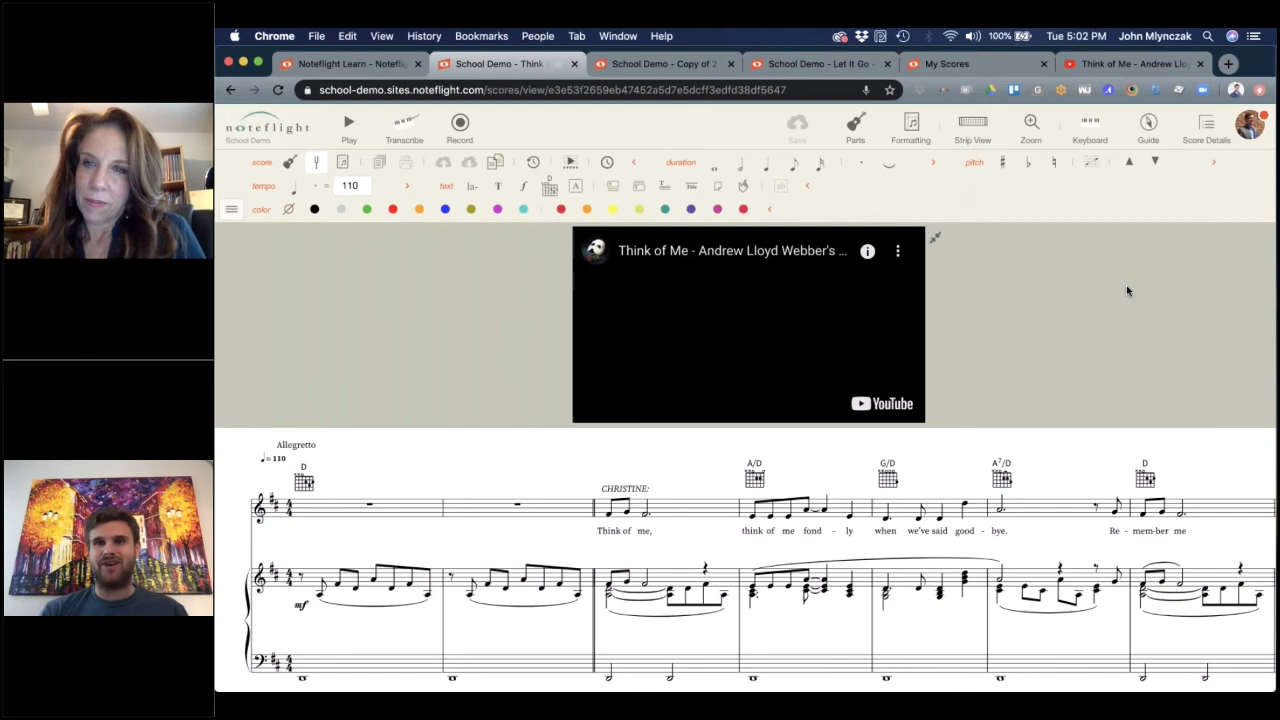 Chrome File Edit View History Bookmarks People Tab Window Help 100% Tue 5:02 PM John Mlynczak
Noteflight Learn - Noteflig School Demo - Think School Demo - Copy of 2 School Demo - Let It Go - My Scores Think of Me - Andrew Lloy
school-demo.sites.noteflight.com/scores/view/e3e53f2659eb47452a5d7e5dcff3edfd38df5647
noteflight
School Demo
Play Transcribe Record Save Parts Formatting Strip View Zoom Keyboard Guide Score Details
score duration pitch
tempo = 110 text la- T f D A Title
color
Think of Me - Andrew Lloyd Webber's ...
YouTube
Allegretto
= 110
D A/D G/D A7/D D
CHRISTINE:
Think of me, think of me fond - ly when we've said good - bye. Re - mem-ber me
mf